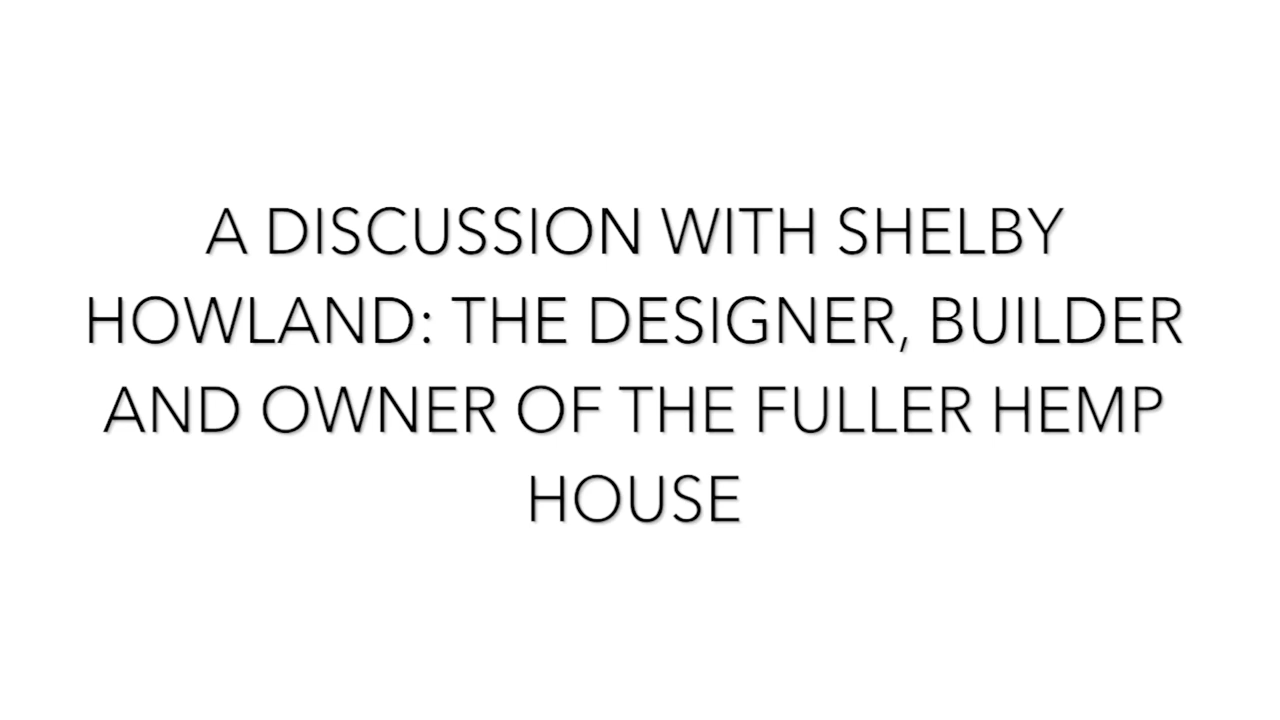 A DISCUSSION WITH SHELBY
HOWLAND: THE DESIGNER, BUILDER
AND OWNER OF THE FULLER HEMP
HOUSE